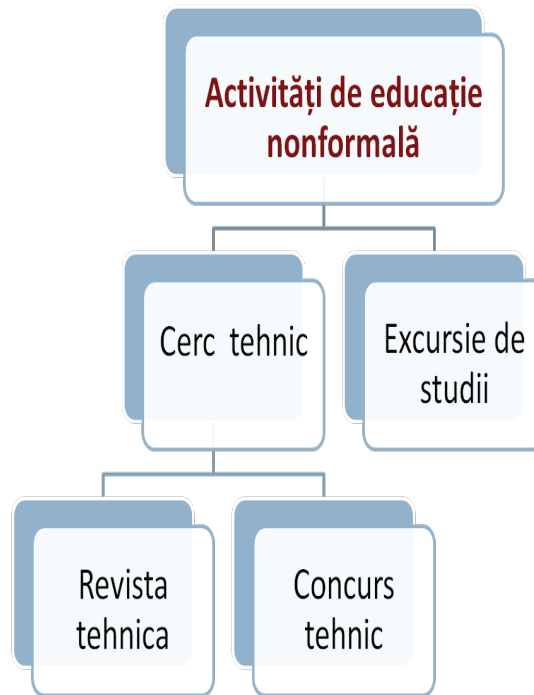 Activități de educație
nonformală
Cerc tehnic
Excursie de
studii
Revista
tehnica
Concurs
tehnic